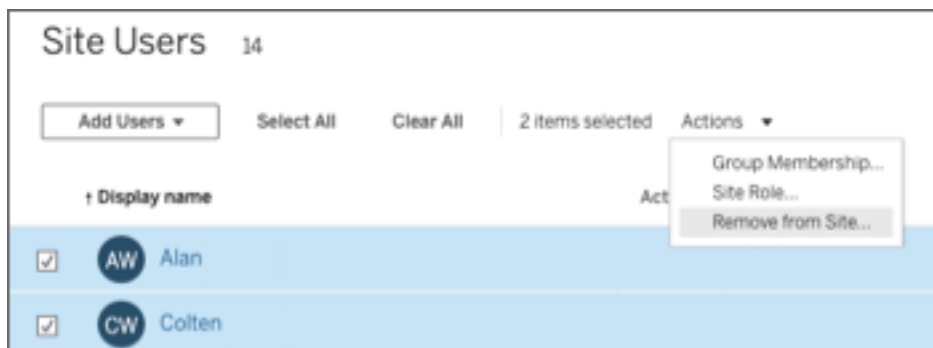 Site Users 14
Add Users Select All Clear All 2 items selected Actions
Group Membership...
Site Role...
Remove from Site...
↑ Display name Act
AW Alan
CW Colten